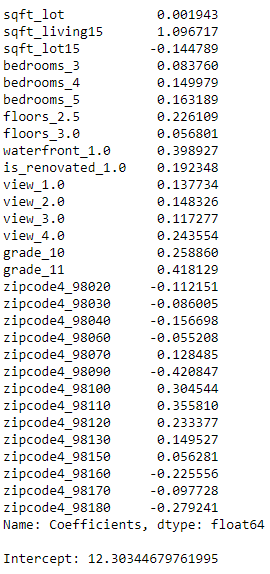 sqft_lot 0.001943
sqft_living15 1.096717
sqft_lot15 -0.144789
bedrooms_3 0.083760
bedrooms_4 0.149979
bedrooms_5 0.163189
floors_2.5 0.226109
floors_3.0 0.056801
waterfront_1.0 0.398927
is_renovated_1.0 0.192348
view_1.0 0.137734
view_2.0 0.148326
view_3.0 0.117277
view_4.0 0.243554
grade_10 0.258860
grade_11 0.418129
zipcode4_98020 -0.112151
zipcode4_98030 -0.086005
zipcode4_98040 -0.156698
zipcode4_98060 -0.055208
zipcode4_98070 0.128485
zipcode4_98090 -0.420847
zipcode4_98100 0.304544
zipcode4_98110 0.355810
zipcode4_98120 0.233377
zipcode4_98130 0.149527
zipcode4_98150 0.056281
zipcode4_98160 -0.225556
zipcode4_98170 -0.097728
zipcode4_98180 -0.279241
Name: Coefficients, dtype: float64
Intercept: 12.30344679761995